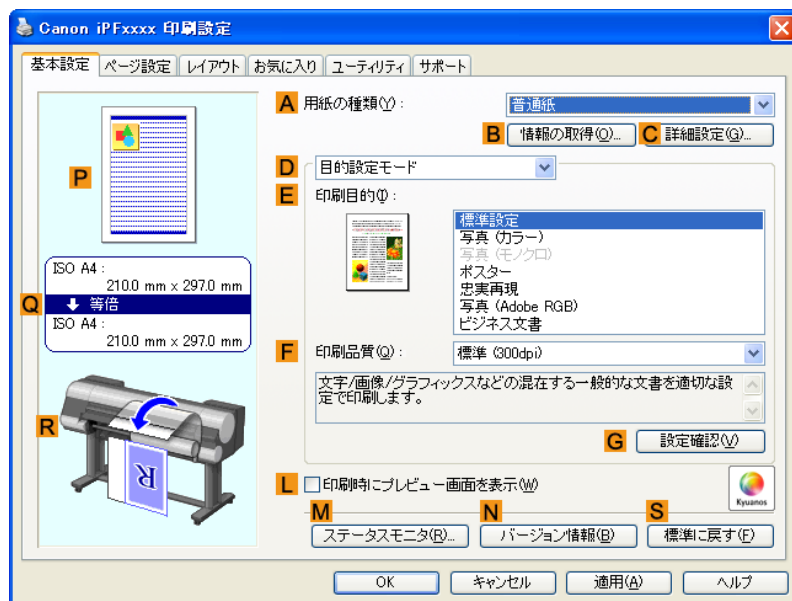 Canon iPFxxxx 印刷設定
基本設定 ページ設定 レイアウト お気に入り ユーティリティ サポート
A 用紙の種類(Y): 普通紙
B 情報の取得(O)... C 詳細設定(G)...
D 目的設定モード
E 印刷目的(I):
標準設定
写真 (カラー)
写真 (モノクロ)
ポスター
忠実再現
写真 (Adobe RGB)
ビジネス文書
F 印刷品質(Q): 標準 (300dpi)
文字/画像/グラフィックスなどの混在する一般的な文書を適切な設
定で印刷します。
G 設定確認(V)
P
ISO A4:
210.0 mm x 297.0 mm
Q 等倍
ISO A4:
210.0 mm x 297.0 mm
R
R
L 印刷時にプレビュー画面を表示(W)
Kyuanos
M ステータスモニタ(R)... N バージョン情報(B) S 標準に戻す(F)
OK キャンセル 適用(A) ヘルプ